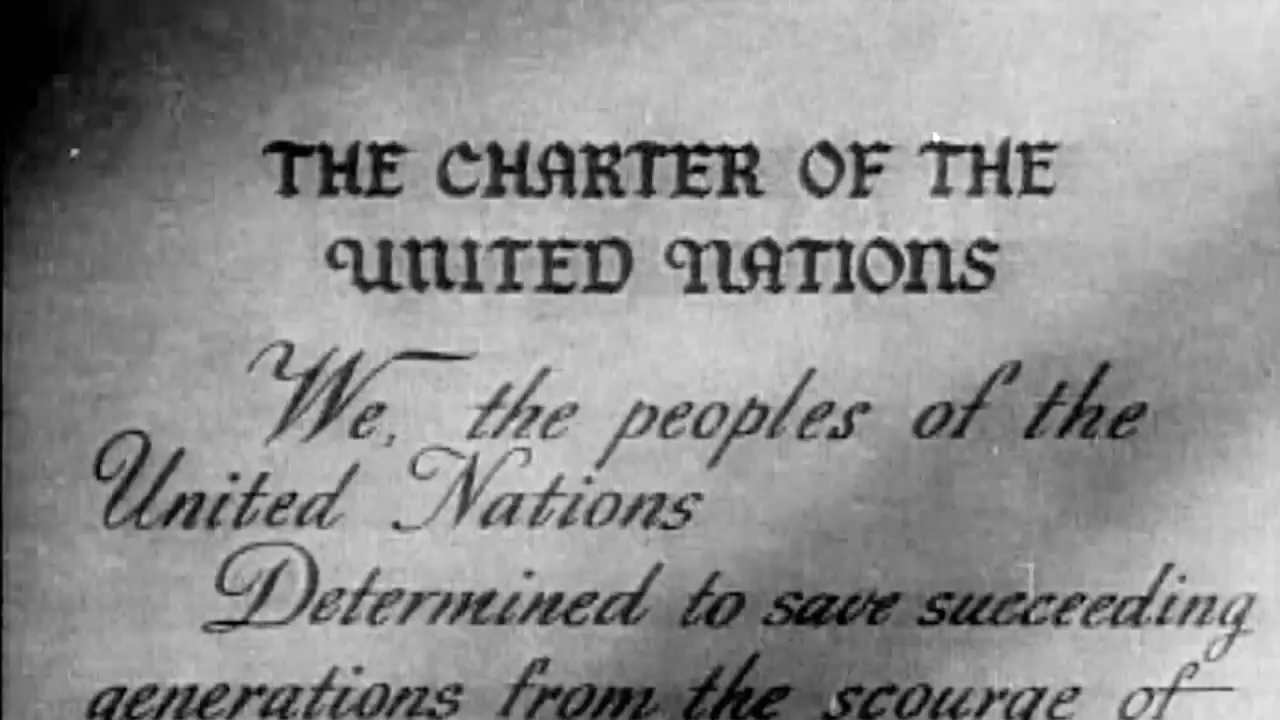 THE CHARTER OF THE
UNITED NATIONS
We, the peoples of the
United Nations
Determined to save succeeding
generations from the scourge of